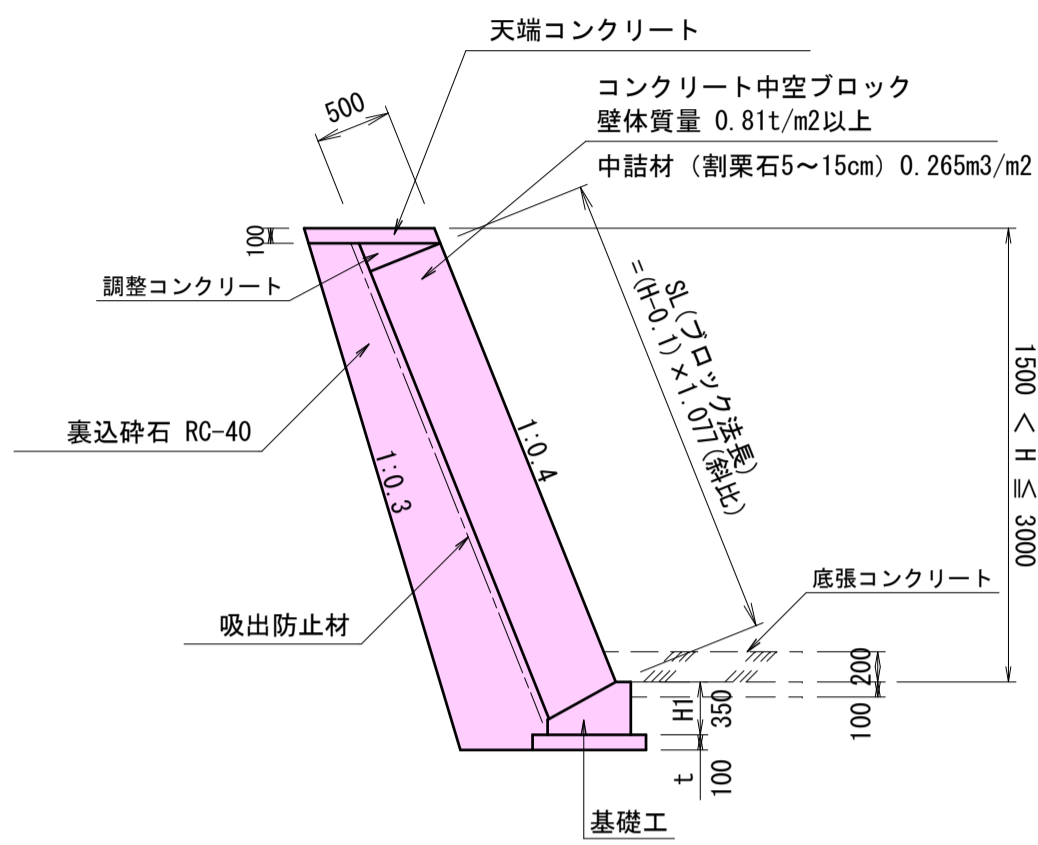 天端コンクリート
コンクリート中空ブロック
壁体質量 0.81t/m2以上
中詰材（割栗石5～15cm）0.265m3/m2
500
100
調整コンクリート
SL(ブロック法長)
=(H-0.1)×1.077(斜比)
1500 < H ≦ 3000
裏込砕石 RC-40
1:0.3
1:0.4
吸出防止材
底張コンクリート
200
100
H1
350
t
100
基礎工